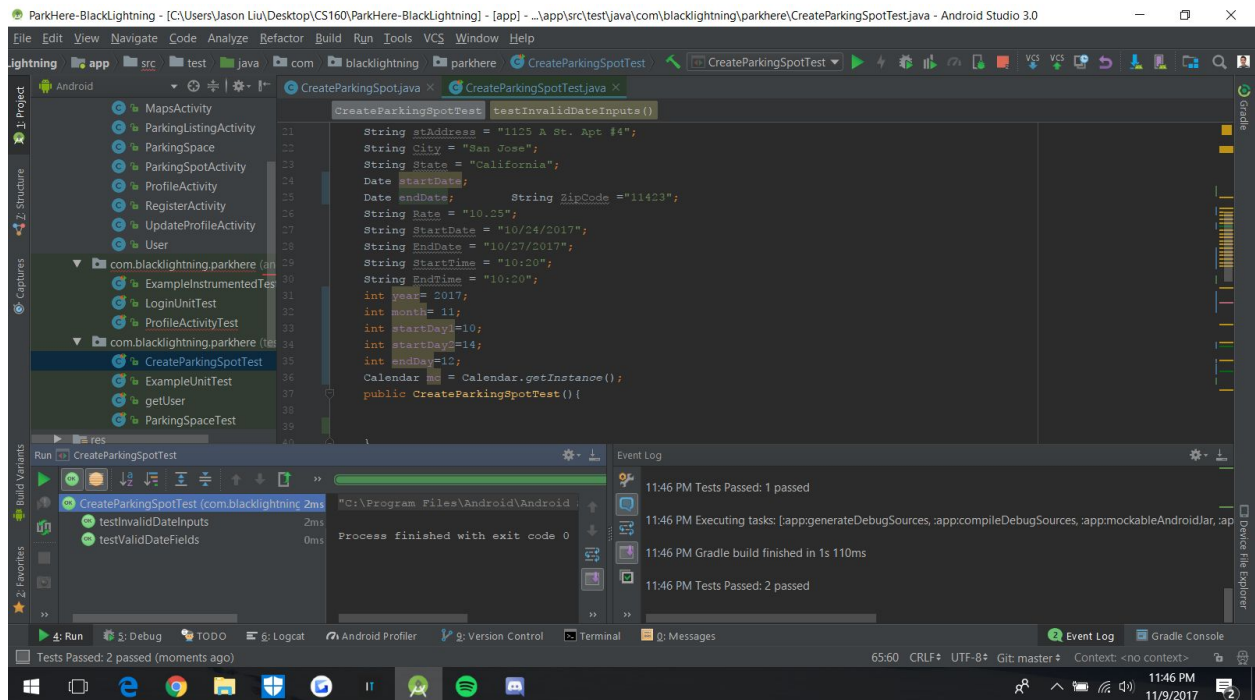 ParkHere-BlackLightning - [C:\Users\Jason Liu\Desktop\CS160\ParkHere-BlackLightning] - [app] - ...\app\src\test\java\com\blacklightning\parkhere\CreateParkingSpotTest.java - Android Studio 3.0
File Edit View Navigate Code Analyze Refactor Build Run Tools VCS Window Help
Lightning app src test java com blacklightning parkhere CreateParkingSpotTest CreateParkingSpotTest VCS VCS
Android CreateParkingSpot.java CreateParkingSpotTest.java
CreateParkingSpotTest testInvalidDateInputs()
1: Project
7: Structure
Captures
Build Variants
2: Favorites
MapsActivity
ParkingListingActivity
ParkingSpace
ParkingSpotActivity
ProfileActivity
RegisterActivity
UpdateProfileActivity
User
com.blacklightning.parkhere (an
ExampleInstrumentedTes
LoginUnitTest
ProfileActivityTest
com.blacklightning.parkhere (tes
CreateParkingSpotTest
ExampleUnitTest
getUser
ParkingSpaceTest
res
21 String stAddress = "1125 A St. Apt #4";
22 String City = "San Jose";
23 String State = "California";
24 Date startDate;
25 Date endDate; String ZipCode ="11423";
26 String Rate = "10.25";
27 String StartDate = "10/24/2017";
28 String EndDate = "10/27/2017";
29 String StartTime = "10:20";
30 String EndTime = "10:20";
31 int year= 2017;
32 int month= 11;
33 int startDay1=10;
34 int startDay2=14;
35 int endDay=12;
36 Calendar mc = Calendar.getInstance();
37 public CreateParkingSpotTest(){
38
39
40 }
Gradle
Device File Explorer
Run CreateParkingSpotTest
CreateParkingSpotTest (com.blacklightning 2ms
testInvalidDateInputs 2ms
testValidDateFields 0ms
"C:\Program Files\Android\Android
Process finished with exit code 0
Event Log
11:46 PM Tests Passed: 1 passed
11:46 PM Executing tasks: [:app:generateDebugSources, :app:compileDebugSources, :app:mockableAndroidJar, :ap
11:46 PM Gradle build finished in 1s 110ms
11:46 PM Tests Passed: 2 passed
4: Run 5: Debug TODO 6: Logcat Android Profiler 9: Version Control Terminal 0: Messages 2 Event Log Gradle Console
Tests Passed: 2 passed (moments ago) 65:60 CRLF UTF-8 Git: master Context: <no context>
11:46 PM
11/9/2017